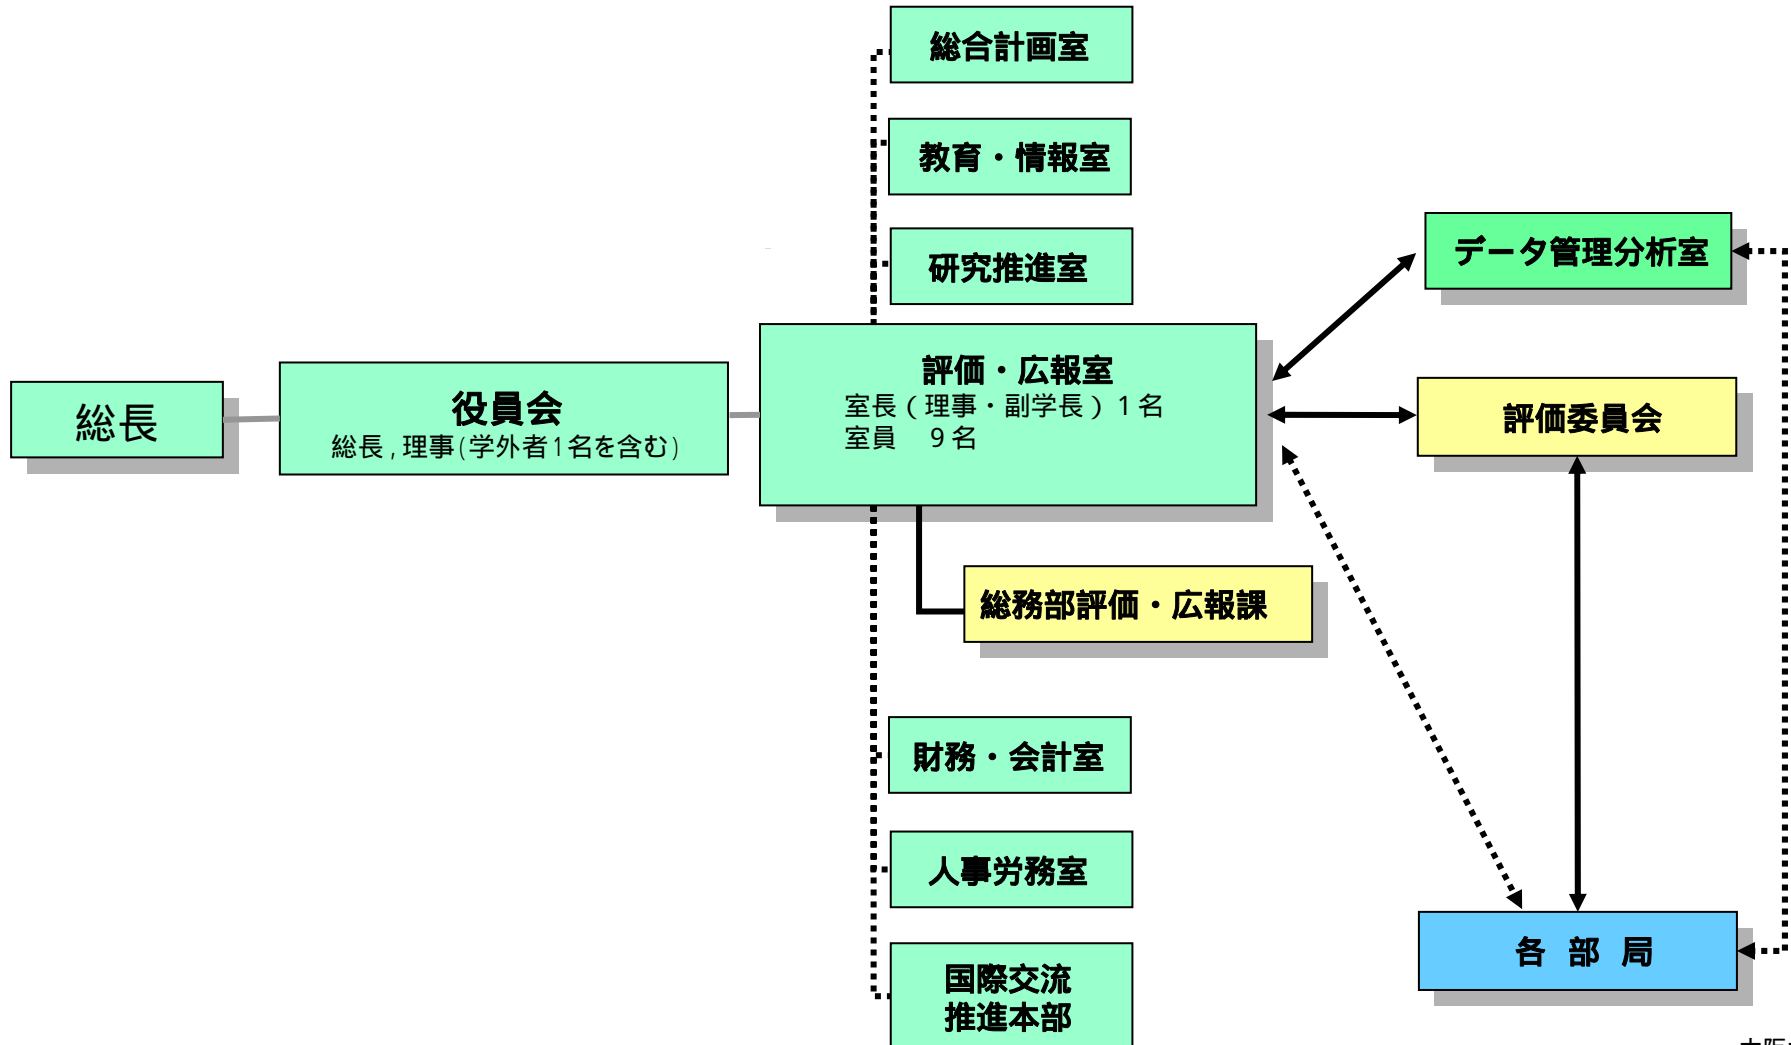 総合計画室
教育・情報室
研究推進室
データ管理分析室
評価・広報室
室長(理事・副学長)1名
室員 9名
総長
役員会
総長,理事(学外者1名を含む)
評価委員会
総務部評価・広報課
財務・会計室
人事労務室
各 部 局
国際交流
推進本部